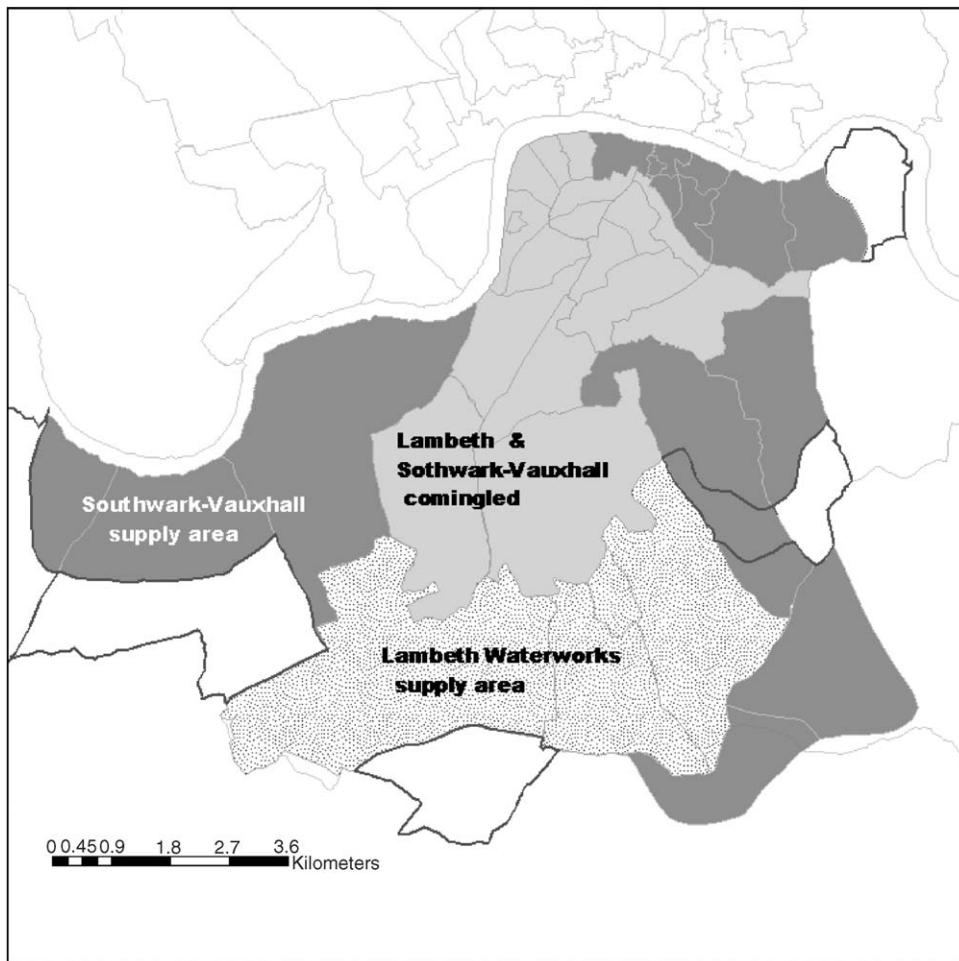 Lambeth &
Sothwark-Vauxhall
comingled
Southwark-Vauxhall
supply area
Lambeth Waterworks
supply area
0 0.45 0.9 1.8 2.7 3.6
Kilometers